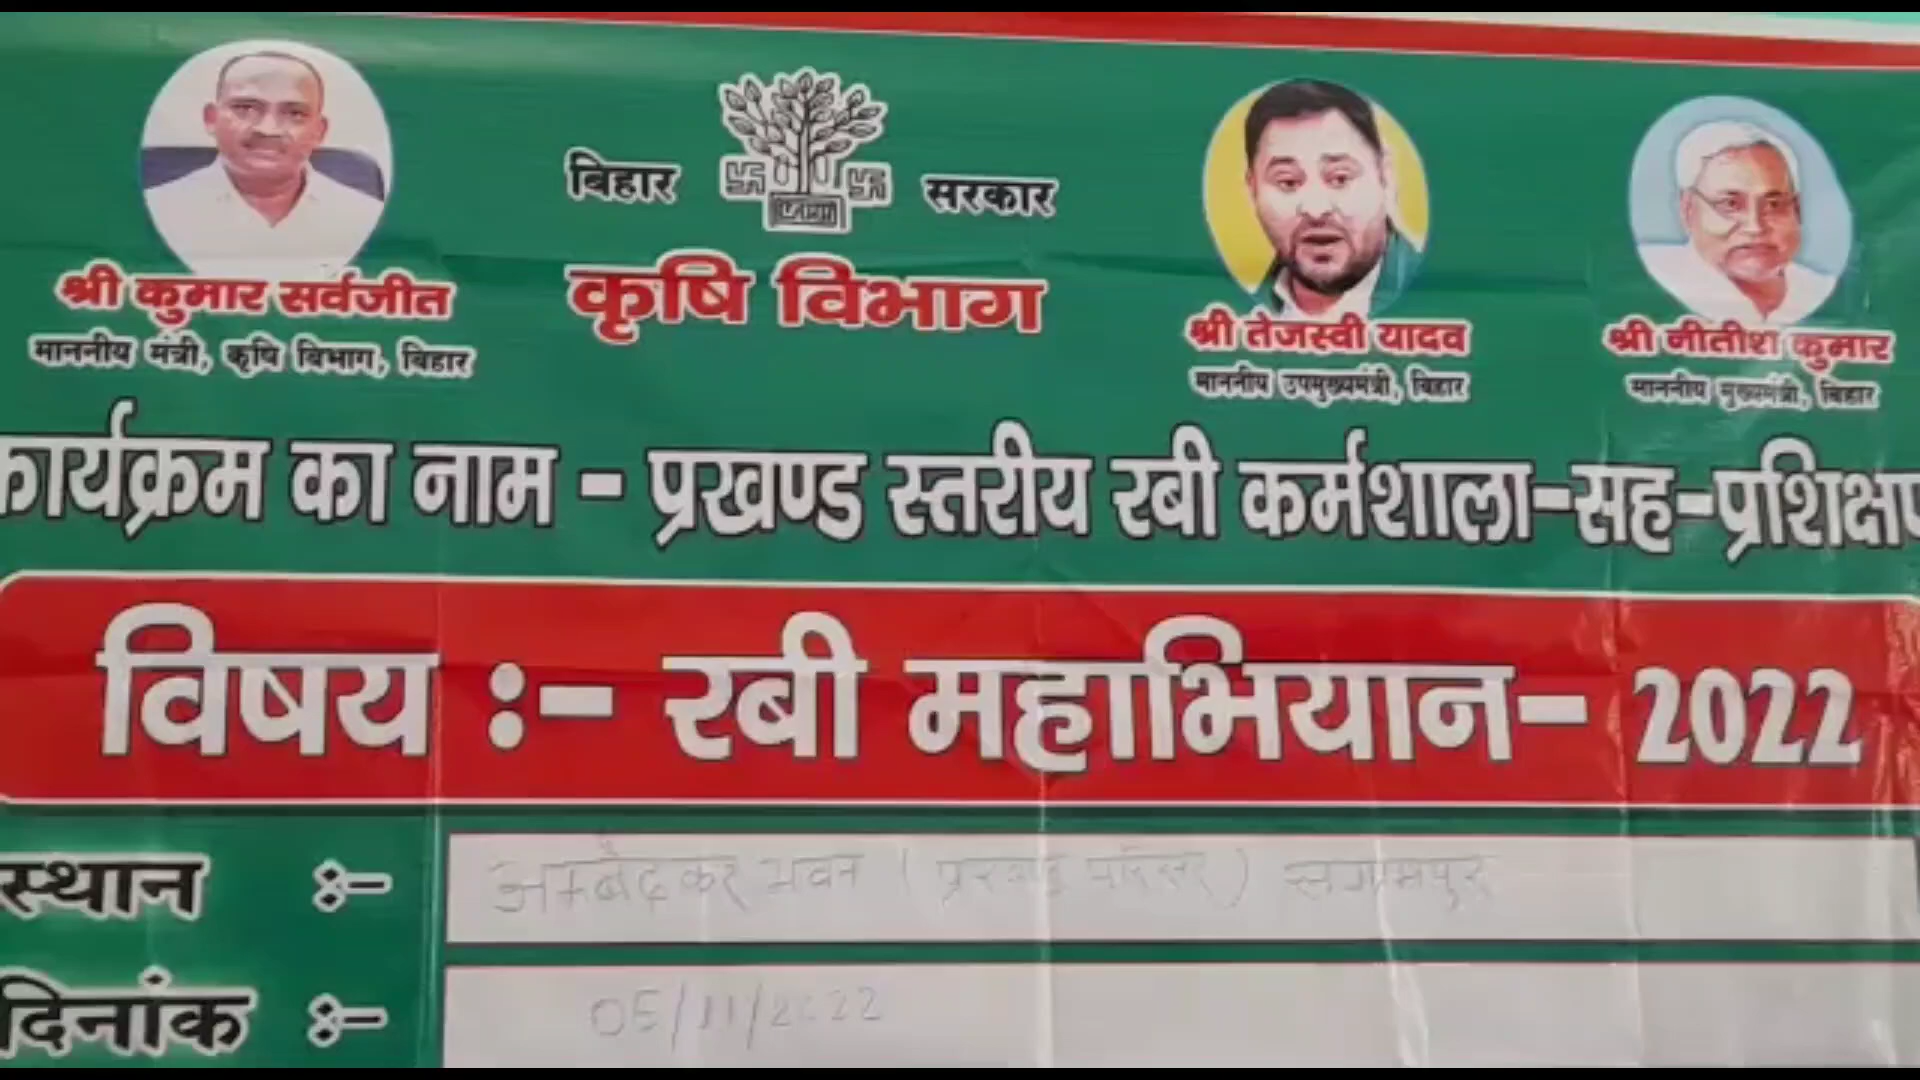 बिहार सरकार
कृषि विभाग
श्री कुमार सर्वजीत
माननीय मंत्री, कृषि विभाग, बिहार
श्री तेजस्वी यादव
माननीय उपमुख्यमंत्री, बिहार
श्री नीतीश कुमार
माननीय मुख्यमंत्री, बिहार
कार्यक्रम का नाम - प्रखण्ड स्तरीय रबी कर्मशाला-सह-प्रशिक्षण
विषय :- रबी महाभियान- 2022
स्थान :- अम्बेदकर भवन ( प्रखण्ड परिसर )
दिनांक :- 05/11/2022